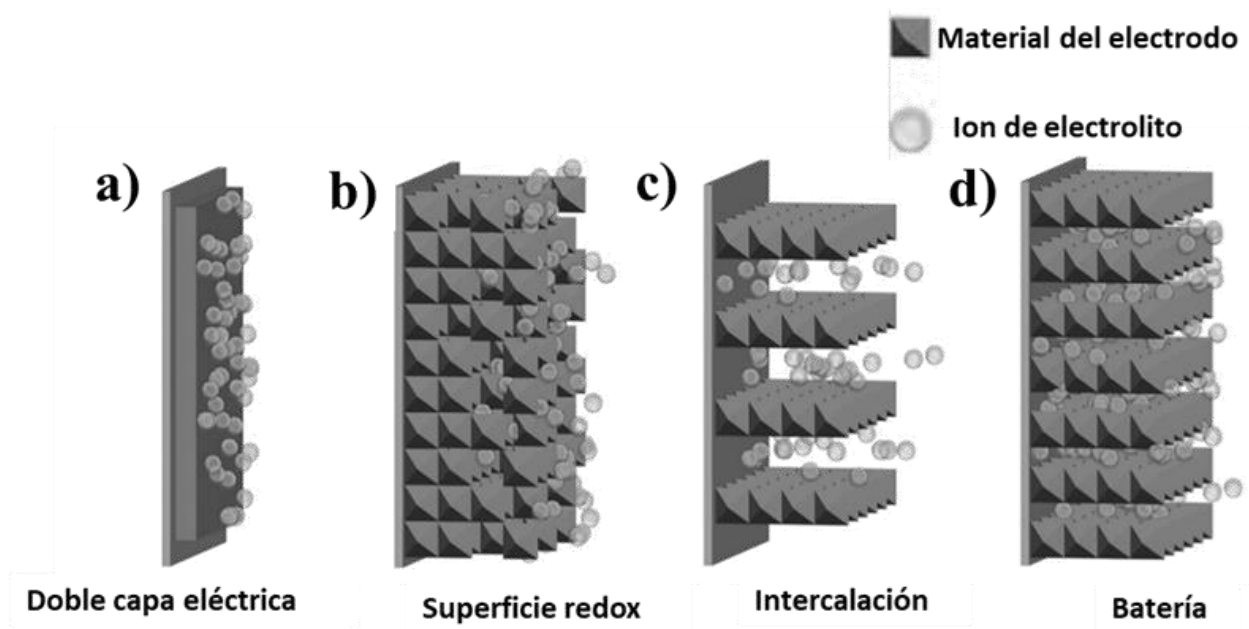 Material del electrodo
Ion de electrolito
a)
b)
c)
d)
Doble capa eléctrica
Superficie redox
Intercalación
Batería